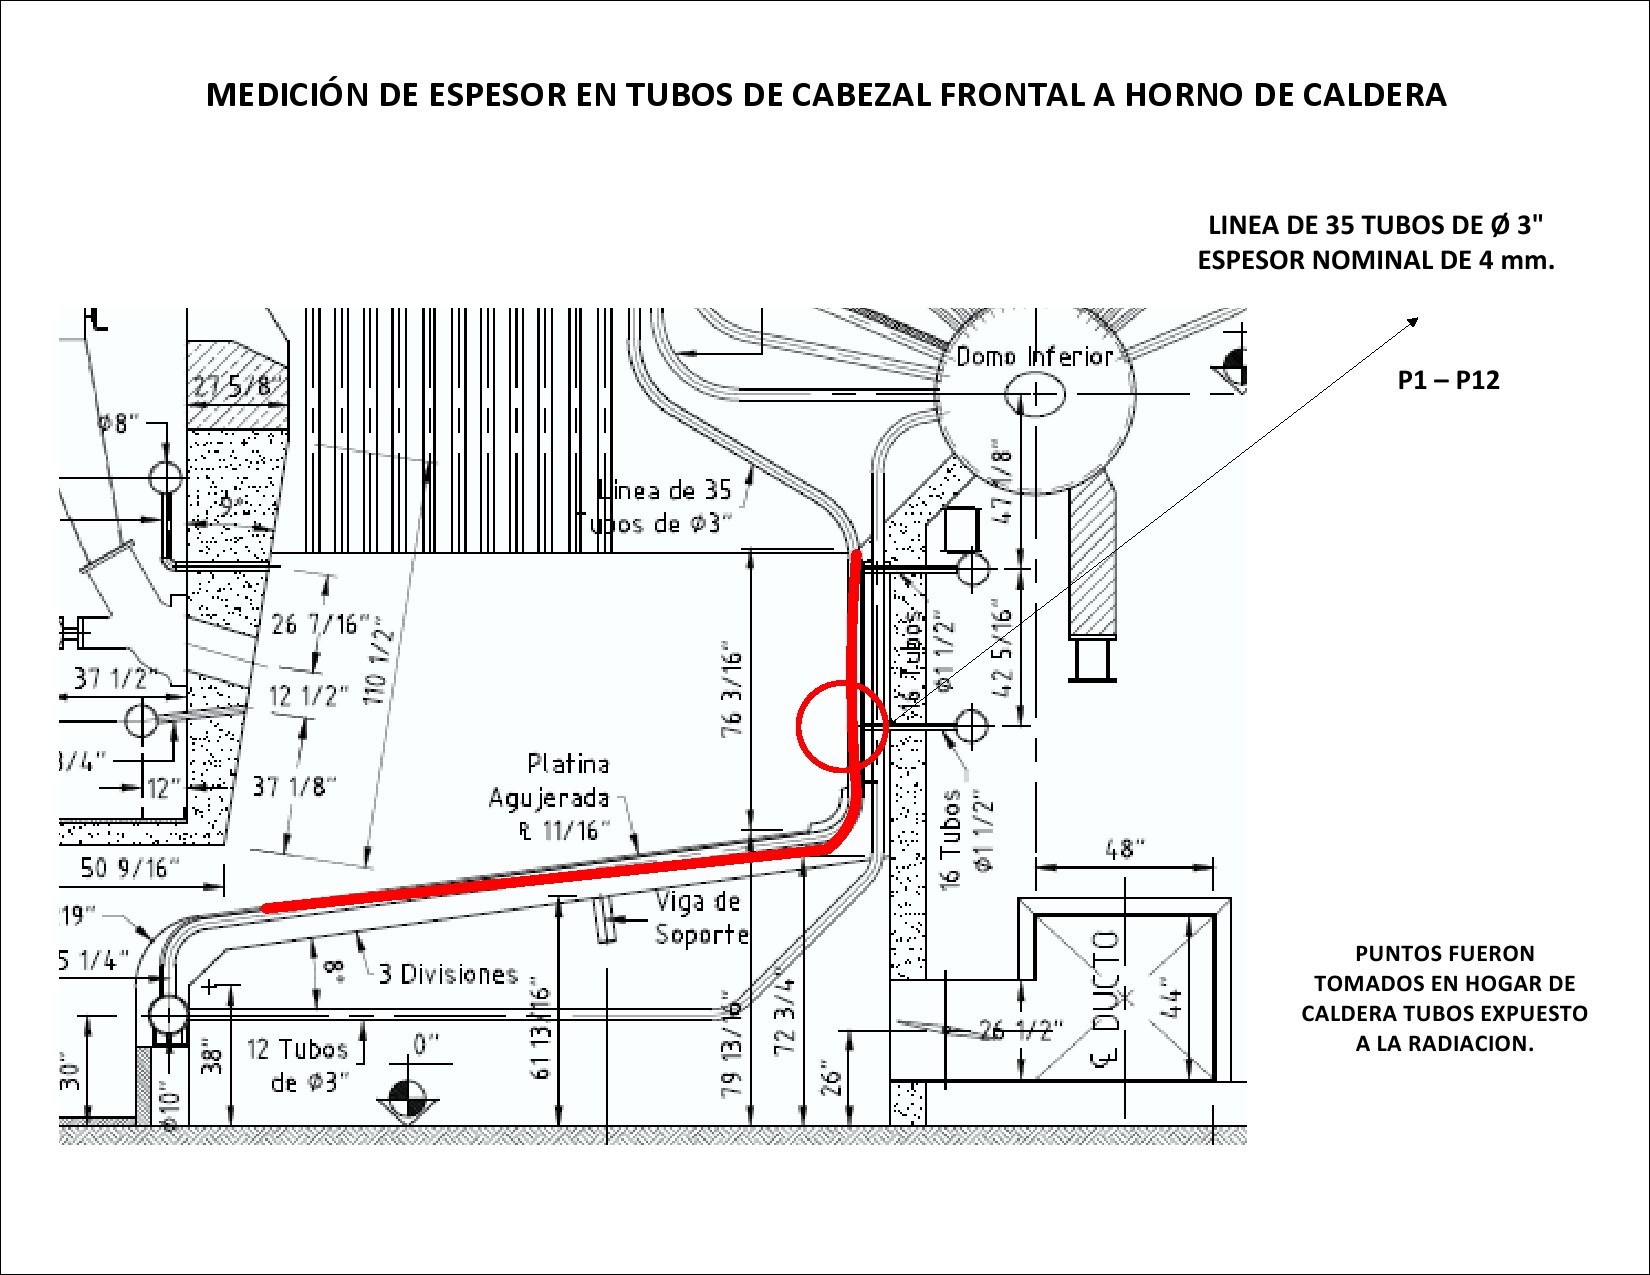 MEDICIÓN DE ESPESOR EN TUBOS DE CABEZAL FRONTAL A HORNO DE CALDERA
LINEA DE 35 TUBOS DE Ø 3"
ESPESOR NOMINAL DE 4 mm.
P1 – P12
Domo Inferior
27 5/8"
Ø8"
9"
Linea de 35
Tubos de Ø3"
47 1/8"
26 7/16"
110 1/2"
76 3/16"
16 Tubos
Ø1 1/2"
42 5/16"
37 1/2"
12 1/2"
3/4"
12"
37 1/8"
Platina
Agujerada
℄ 11/16"
16 Tubos
Ø1 1/2"
48"
50 9/16"
19"
5 1/4"
Viga de
Soporte
3 Divisiones
8"
DUCTO
44"
26 1/2"
PUNTOS FUERON
TOMADOS EN HOGAR DE
CALDERA TUBOS EXPUESTO
A LA RADIACION.
30"
Ø10"
38"
12 Tubos
de Ø3"
0"
61 13/16"
79 13/16"
72 3/4"
26"